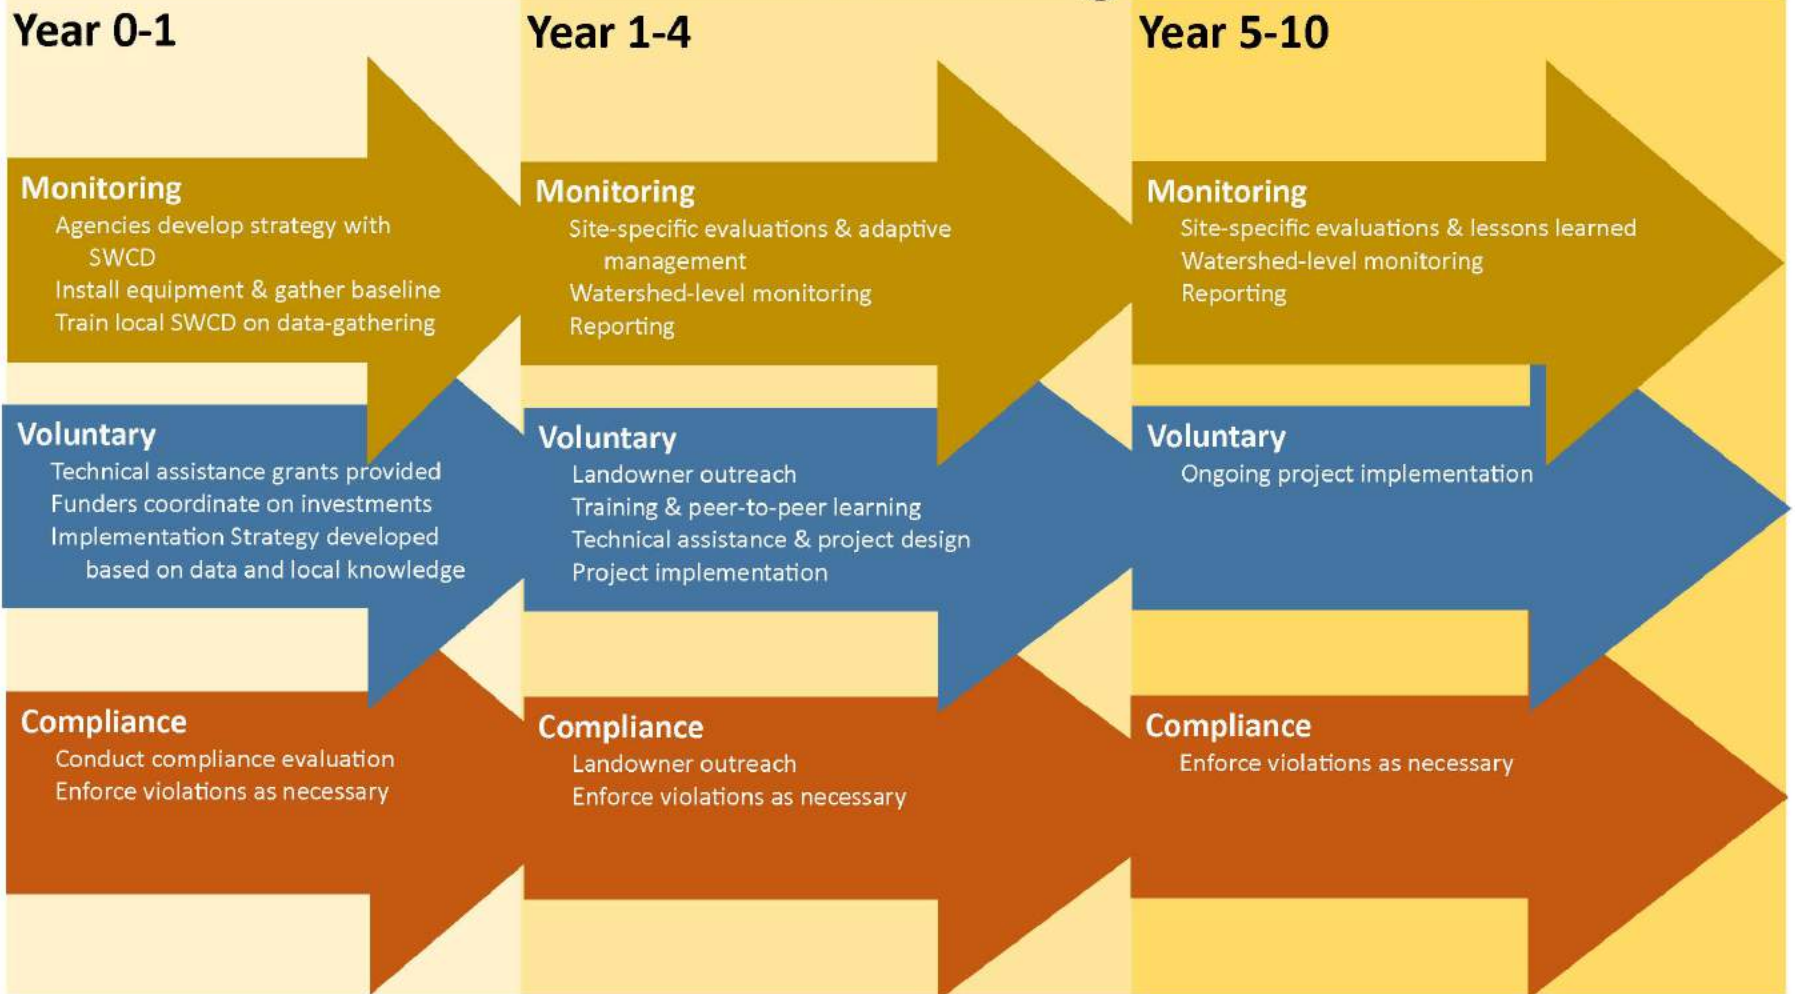 Year 0-1
Monitoring
Agencies develop strategy with
SWCD
Install equipment & gather baseline
Train local SWCD on data-gathering
Voluntary
Technical assistance grants provided
Funders coordinate on investments
Implementation Strategy developed
based on data and local knowledge
Compliance
Conduct compliance evaluation
Enforce violations as necessary
Year 1-4
Monitoring
Site-specific evaluations & adaptive
management
Watershed-level monitoring
Reporting
Voluntary
Landowner outreach
Training & peer-to-peer learning
Technical assistance & project design
Project implementation
Compliance
Landowner outreach
Enforce violations as necessary
Year 5-10
Monitoring
Site-specific evaluations & lessons learned
Watershed-level monitoring
Reporting
Voluntary
Ongoing project implementation
Compliance
Enforce violations as necessary